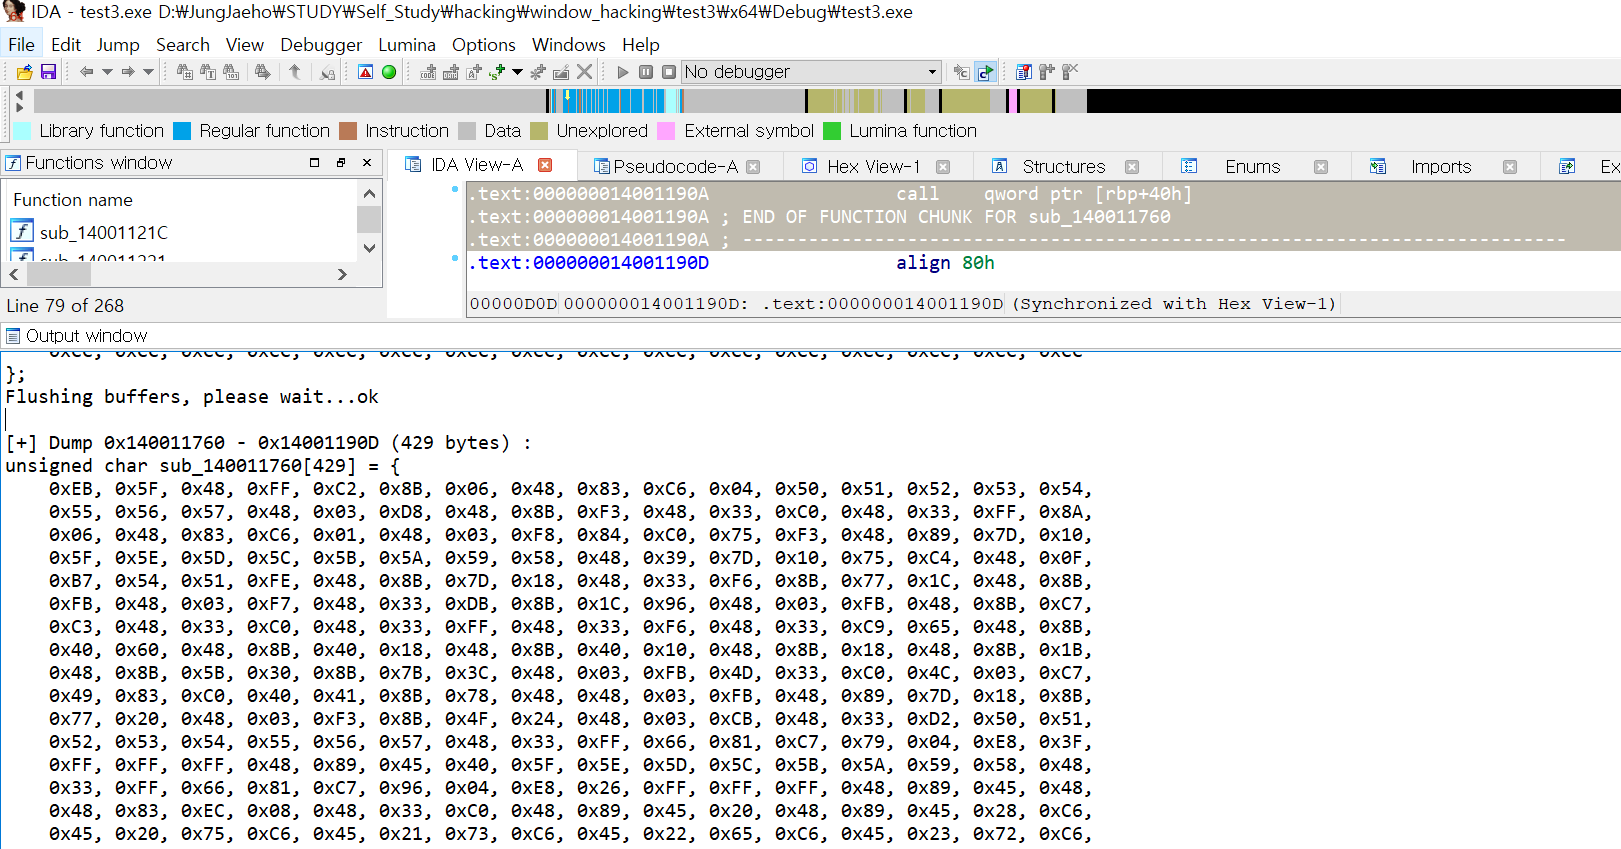 IDA - test3.exe D:₩JungJaeho₩STUDY₩Self_Study₩hacking₩window_hacking₩test3₩x64₩Debug₩test3.exe
File Edit Jump Search View Debugger Lumina Options Windows Help
No debugger
Library function Regular function Instruction Data Unexplored External symbol Lumina function
Functions window
IDA View-A Pseudocode-A Hex View-1 Structures Enums Imports Ex
Function name
sub_14001121C
sub_140011221
Line 79 of 268
.text:000000014001190A call qword ptr [rbp+40h]
.text:000000014001190A ; END OF FUNCTION CHUNK FOR sub_140011760
.text:000000014001190A ; ---------------------------------------------------------------------------
.text:000000014001190D align 80h
00000D0D 000000014001190D: .text:000000014001190D (Synchronized with Hex View-1)
Output window
0xCC, 0xCC, 0xCC, 0xCC, 0xCC, 0xCC, 0xCC, 0xCC, 0xCC, 0xCC, 0xCC, 0xCC, 0xCC, 0xCC, 0xCC, 0xCC
};
Flushing buffers, please wait...ok
[+] Dump 0x140011760 - 0x14001190D (429 bytes) :
unsigned char sub_140011760[429] = {
0xEB, 0x5F, 0x48, 0xFF, 0xC2, 0x8B, 0x06, 0x48, 0x83, 0xC6, 0x04, 0x50, 0x51, 0x52, 0x53, 0x54,
0x55, 0x56, 0x57, 0x48, 0x03, 0xD8, 0x48, 0x8B, 0xF3, 0x48, 0x33, 0xC0, 0x48, 0x33, 0xFF, 0x8A,
0x06, 0x48, 0x83, 0xC6, 0x01, 0x48, 0x03, 0xF8, 0x84, 0xC0, 0x75, 0xF3, 0x48, 0x89, 0x7D, 0x10,
0x5F, 0x5E, 0x5D, 0x5C, 0x5B, 0x5A, 0x59, 0x58, 0x48, 0x39, 0x7D, 0x10, 0x75, 0xC4, 0x48, 0x0F,
0xB7, 0x54, 0x51, 0xFE, 0x48, 0x8B, 0x7D, 0x18, 0x48, 0x33, 0xF6, 0x8B, 0x77, 0x1C, 0x48, 0x8B,
0xFB, 0x48, 0x03, 0xF7, 0x48, 0x33, 0xDB, 0x8B, 0x1C, 0x96, 0x48, 0x03, 0xFB, 0x48, 0x8B, 0xC7,
0xC3, 0x48, 0x33, 0xC0, 0x48, 0x33, 0xFF, 0x48, 0x33, 0xF6, 0x48, 0x33, 0xC9, 0x65, 0x48, 0x8B,
0x40, 0x60, 0x48, 0x8B, 0x40, 0x18, 0x48, 0x8B, 0x40, 0x10, 0x48, 0x8B, 0x18, 0x48, 0x8B, 0x1B,
0x48, 0x8B, 0x5B, 0x30, 0x8B, 0x7B, 0x3C, 0x48, 0x03, 0xFB, 0x4D, 0x33, 0xC0, 0x4C, 0x03, 0xC7,
0x49, 0x83, 0xC0, 0x40, 0x41, 0x8B, 0x78, 0x48, 0x48, 0x03, 0xFB, 0x48, 0x89, 0x7D, 0x18, 0x8B,
0x77, 0x20, 0x48, 0x03, 0xF3, 0x8B, 0x4F, 0x24, 0x48, 0x03, 0xCB, 0x48, 0x33, 0xD2, 0x50, 0x51,
0x52, 0x53, 0x54, 0x55, 0x56, 0x57, 0x48, 0x33, 0xFF, 0x66, 0x81, 0xC7, 0x79, 0x04, 0xE8, 0x3F,
0xFF, 0xFF, 0xFF, 0x48, 0x89, 0x45, 0x40, 0x5F, 0x5E, 0x5D, 0x5C, 0x5B, 0x5A, 0x59, 0x58, 0x48,
0x33, 0xFF, 0x66, 0x81, 0xC7, 0x96, 0x04, 0xE8, 0x26, 0xFF, 0xFF, 0xFF, 0x48, 0x89, 0x45, 0x48,
0x48, 0x83, 0xEC, 0x08, 0x48, 0x33, 0xC0, 0x48, 0x89, 0x45, 0x20, 0x48, 0x89, 0x45, 0x28, 0xC6,
0x45, 0x20, 0x75, 0xC6, 0x45, 0x21, 0x73, 0xC6, 0x45, 0x22, 0x65, 0xC6, 0x45, 0x23, 0x72, 0xC6,